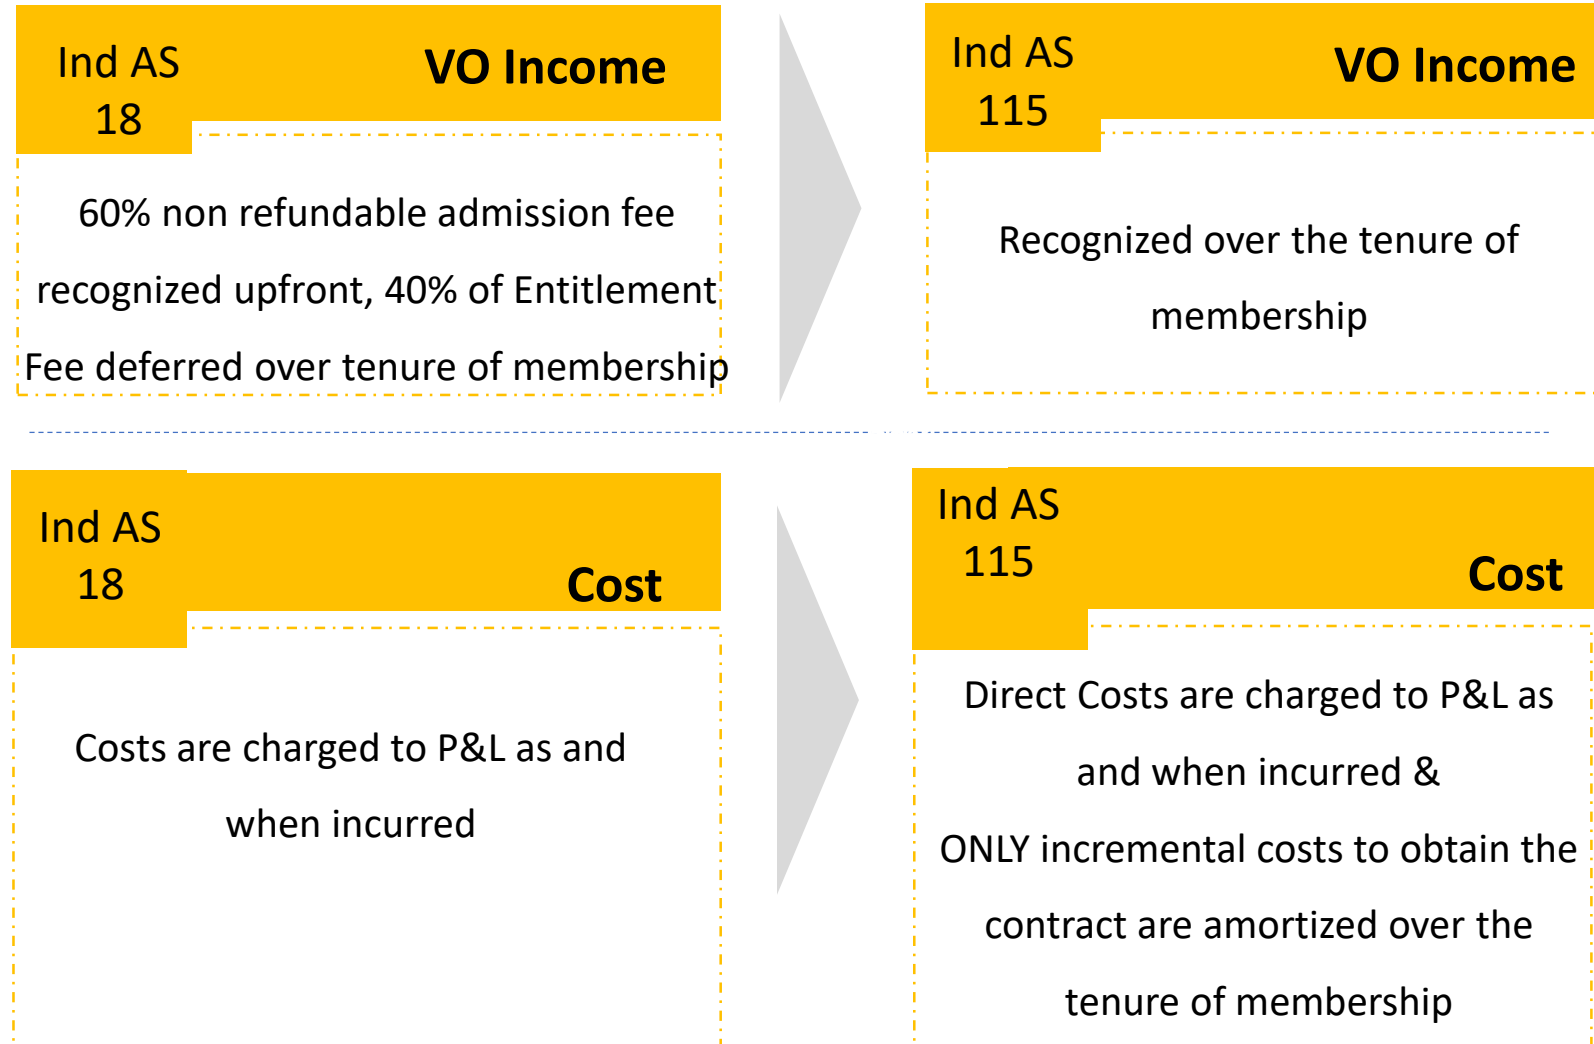 Ind AS
18
VO Income
60% non refundable admission fee
recognized upfront, 40% of Entitlement
Fee deferred over tenure of membership
Ind AS
115
VO Income
Recognized over the tenure of
membership
Ind AS
18
Cost
Costs are charged to P&L as and
when incurred
Ind AS
115
Cost
Direct Costs are charged to P&L as
and when incurred &
ONLY incremental costs to obtain the
contract are amortized over the
tenure of membership